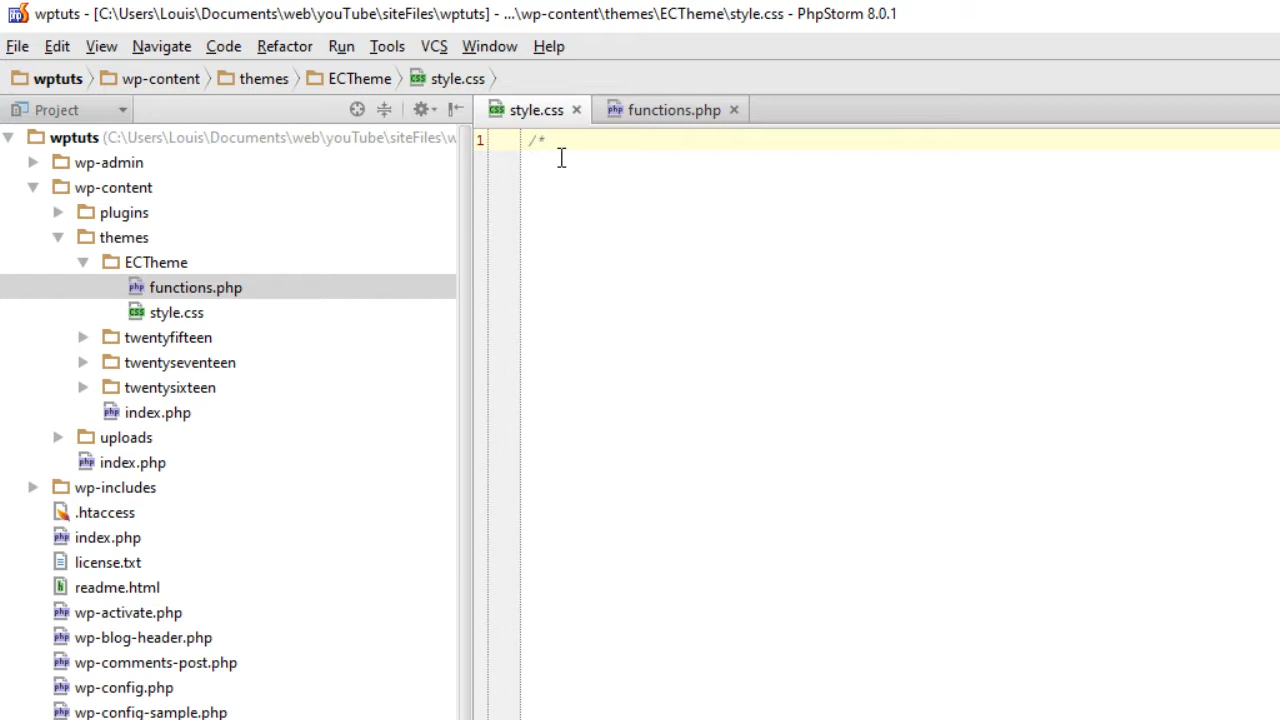 wptuts - [C:\Users\Louis\Documents\web\youTube\siteFiles\wptuts] - ...\wp-content\themes\ECTheme\style.css - PhpStorm 8.0.1
File Edit View Navigate Code Refactor Run Tools VCS Window Help
wptuts wp-content themes ECTheme style.css
Project
style.css functions.php
wptuts (C:\Users\Louis\Documents\web\youTube\siteFiles\w
1 /*
wp-admin
wp-content
plugins
themes
ECTheme
functions.php
style.css
twentyfifteen
twentyseventeen
twentysixteen
index.php
uploads
index.php
wp-includes
.htaccess
index.php
license.txt
readme.html
wp-activate.php
wp-blog-header.php
wp-comments-post.php
wp-config.php
wp-config-sample.php